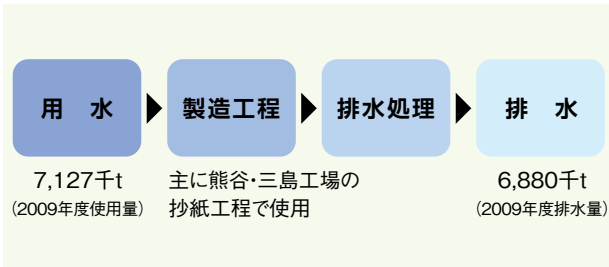 用 水
製造工程
排水処理
排 水
7,127千t
(2009年度使用量)
主に熊谷・三島工場の
抄紙工程で使用
6,880千t
(2009年度排水量)